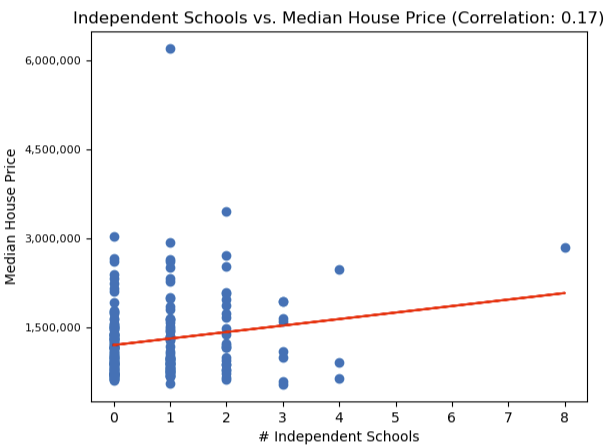 Independent Schools vs. Median House Price (Correlation: 0.17)
6,000,000
4,500,000
3,000,000
1,500,000
Median House Price
0 1 2 3 4 5 6 7 8
# Independent Schools